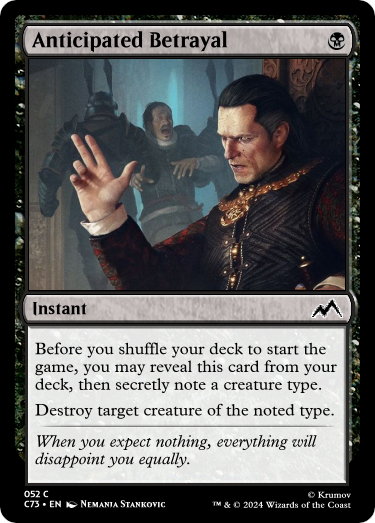 Anticipated Betrayal
Instant
Before you shuffle your deck to start the
game, you may reveal this card from your
deck, then secretly note a creature type.
Destroy target creature of the noted type.
When you expect nothing, everything will
disappoint you equally.
052 C
© Krumov
C73 • EN Nemania Stankovic
™ & © 2024 Wizards of the Coast